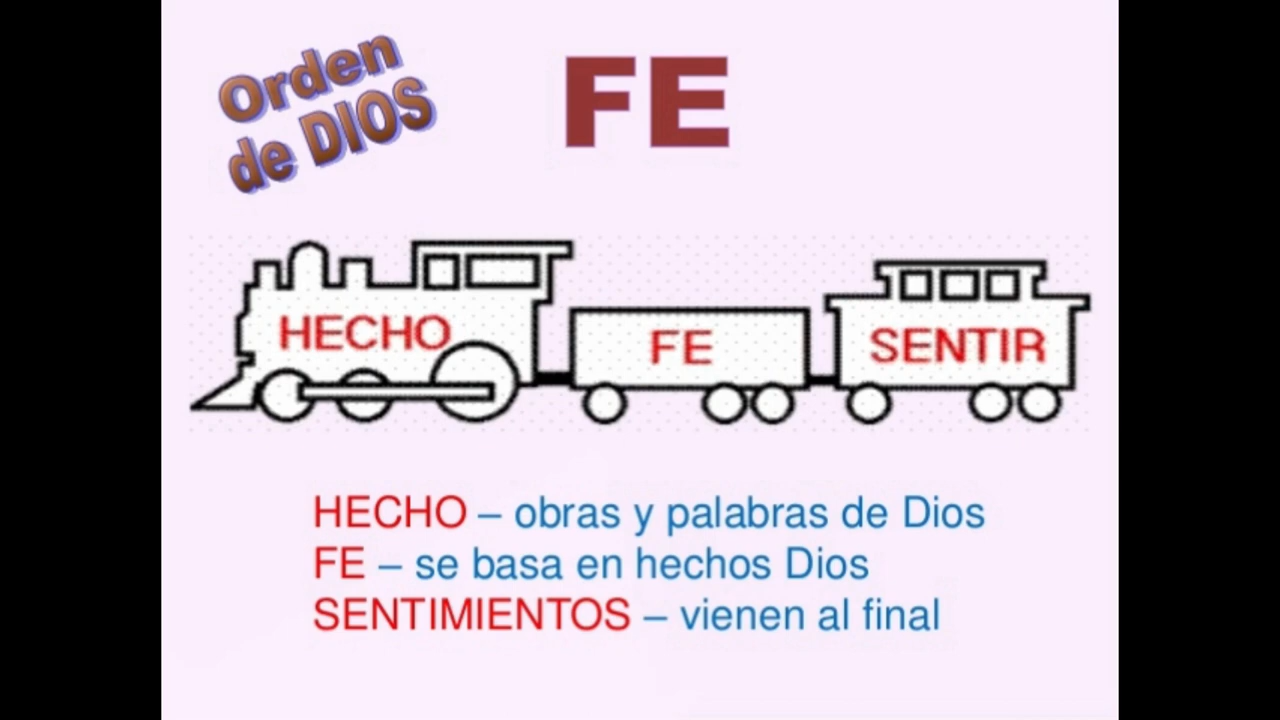 Orden
de DIOS
FE
HECHO
FE
SENTIR
HECHO – obras y palabras de Dios
FE – se basa en hechos Dios
SENTIMIENTOS – vienen al final